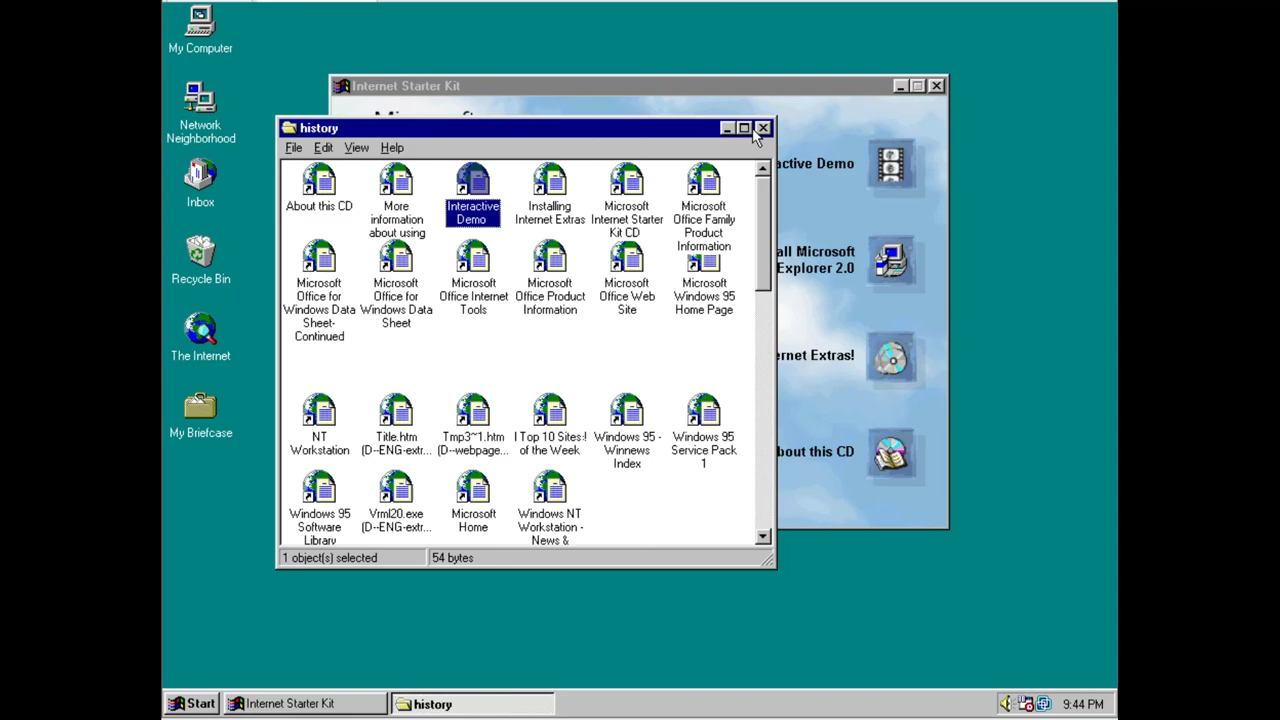 My Computer
Network
Neighborhood
Inbox
Recycle Bin
The Internet
My Briefcase
Internet Starter Kit
history
File Edit View Help
About this CD
More
information
about using
Interactive
Demo
Installing
Internet Extras
Microsoft
Internet Starter
Kit CD
Microsoft
Office Family
Product
Information
Microsoft
Office for
Windows Data
Sheet-
Continued
Microsoft
Office for
Windows Data
Sheet
Microsoft
Office Internet
Tools
Microsoft
Office Product
Information
Microsoft
Office Web
Site
Microsoft
Windows 95
Home Page
NT
Workstation
Title.htm
(D--ENG-extr...
Tmp3~1.htm
(D--webpage...
! Top 10 Sites !
of the Week
Windows 95 -
Winnews
Index
Windows 95
Service Pack
1
Windows 95
Software
Library
Vrml20.exe
(D--ENG-extr...
Microsoft
Home
Windows NT
Workstation -
News &
1 object(s) selected 54 bytes
active Demo
all Microsoft
Explorer 2.0
ernet Extras!
bout this CD
Start Internet Starter Kit history 9:44 PM